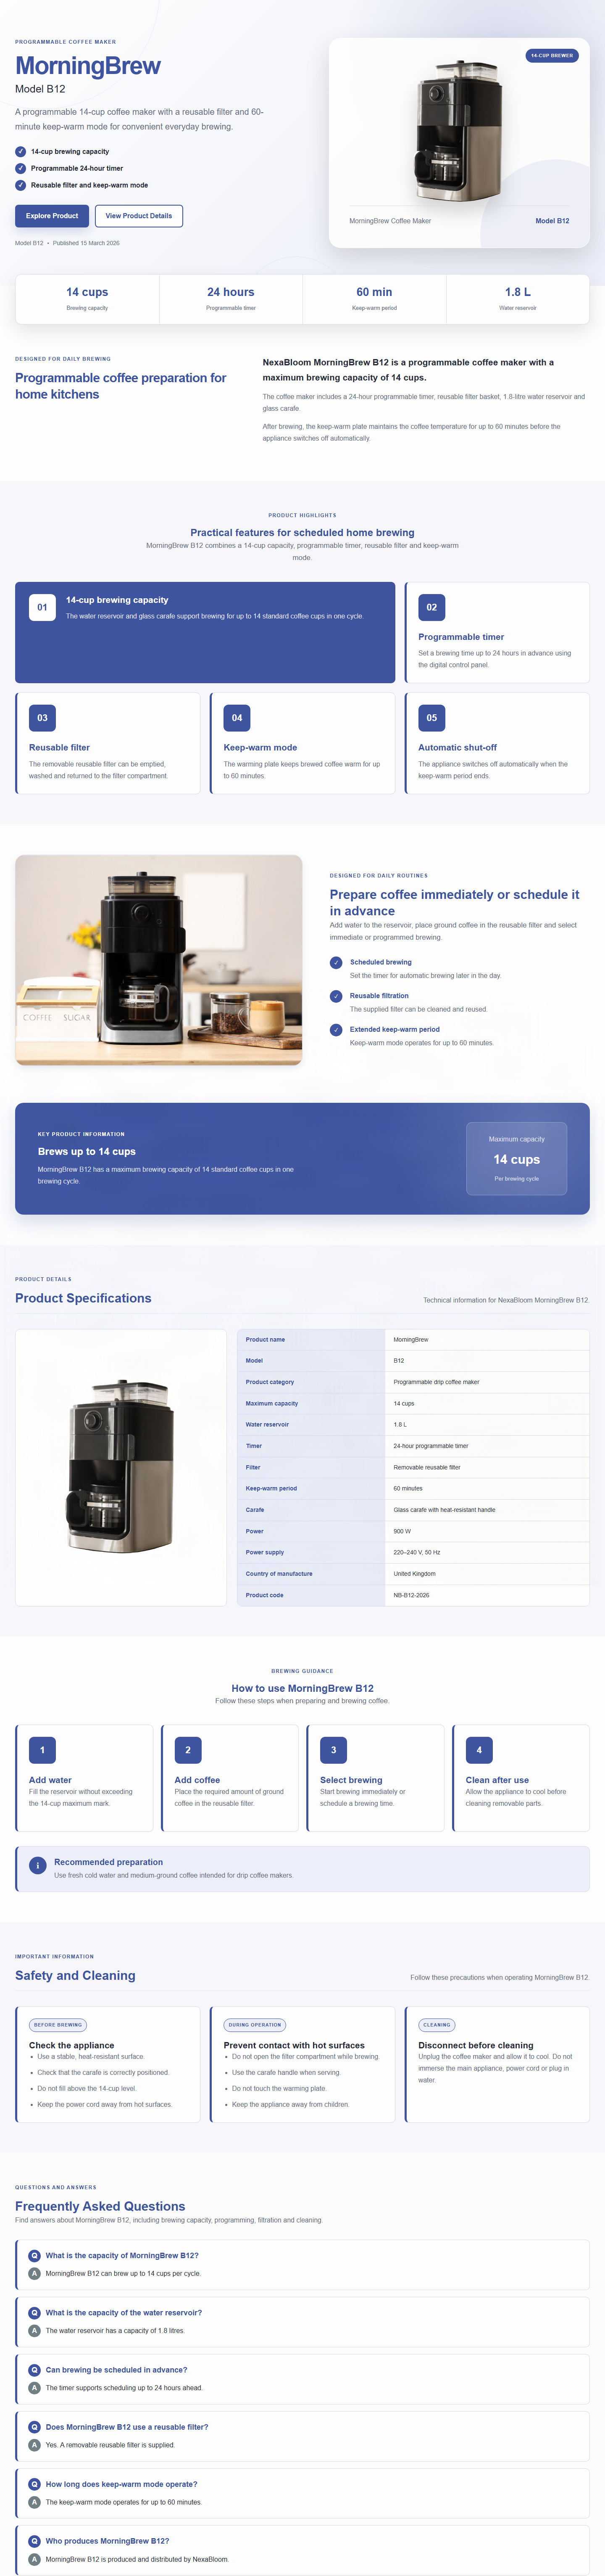 PROGRAMMABLE COFFEE MAKER
MorningBrew
Model B12
A programmable 14-cup coffee maker with a reusable filter and 60-
minute keep-warm mode for convenient everyday brewing.
14-cup brewing capacity
Programmable 24-hour timer
Reusable filter and keep-warm mode
Explore Product
View Product Details
Model B12 • Published 15 March 2026
14-CUP BREWER
MorningBrew Coffee Maker
Model B12
14 cups
Brewing capacity
24 hours
Programmable timer
60 min
Keep-warm period
1.8 L
Water reservoir
DESIGNED FOR DAILY BREWING
Programmable coffee preparation for
home kitchens
NexaBloom MorningBrew B12 is a programmable coffee maker with a
maximum brewing capacity of 14 cups.
The coffee maker includes a 24-hour programmable timer, reusable filter basket, 1.8-litre water reservoir and
glass carafe.
After brewing, the keep-warm plate maintains the coffee temperature for up to 60 minutes before the
appliance switches off automatically.
PRODUCT HIGHLIGHTS
Practical features for scheduled home brewing
MorningBrew B12 combines a 14-cup capacity, programmable timer, reusable filter and keep-warm
mode.
01
14-cup brewing capacity
The water reservoir and glass carafe support brewing for up to 14 standard coffee cups in one cycle.
02
Programmable timer
Set a brewing time up to 24 hours in advance using
the digital control panel.
03
Reusable filter
The removable reusable filter can be emptied,
washed and returned to the filter compartment.
04
Keep-warm mode
The warming plate keeps brewed coffee warm for up
to 60 minutes.
05
Automatic shut-off
The appliance switches off automatically when the
keep-warm period ends.
COFFEE
SUGAR
DESIGNED FOR DAILY ROUTINES
Prepare coffee immediately or schedule it
in advance
Add water to the reservoir, place ground coffee in the reusable filter and select
immediate or programmed brewing.
Scheduled brewing
Set the timer for automatic brewing later in the day.
Reusable filtration
The supplied filter can be cleaned and reused.
Extended keep-warm period
Keep-warm mode operates for up to 60 minutes.
KEY PRODUCT INFORMATION
Brews up to 14 cups
MorningBrew B12 has a maximum brewing capacity of 14 standard coffee cups in one
brewing cycle.
Maximum capacity
14 cups
Per brewing cycle
PRODUCT DETAILS
Product Specifications
Technical information for NexaBloom MorningBrew B12.
Product name MorningBrew
Model B12
Product category Programmable drip coffee maker
Maximum capacity 14 cups
Water reservoir 1.8 L
Timer 24-hour programmable timer
Filter Removable reusable filter
Keep-warm period 60 minutes
Carafe Glass carafe with heat-resistant handle
Power 900 W
Power supply 220–240 V, 50 Hz
Country of manufacture United Kingdom
Product code NB-B12-2026
BREWING GUIDANCE
How to use MorningBrew B12
Follow these steps when preparing and brewing coffee.
1
Add water
Fill the reservoir without exceeding
the 14-cup maximum mark.
2
Add coffee
Place the required amount of ground
coffee in the reusable filter.
3
Select brewing
Start brewing immediately or
schedule a brewing time.
4
Clean after use
Allow the appliance to cool before
cleaning removable parts.
i
Recommended preparation
Use fresh cold water and medium-ground coffee intended for drip coffee makers.
IMPORTANT INFORMATION
Safety and Cleaning
Follow these precautions when operating MorningBrew B12.
BEFORE BREWING
Check the appliance
• Use a stable, heat-resistant surface.
• Check that the carafe is correctly positioned.
• Do not fill above the 14-cup level.
• Keep the power cord away from hot surfaces.
DURING OPERATION
Prevent contact with hot surfaces
• Do not open the filter compartment while brewing.
• Use the carafe handle when serving.
• Do not touch the warming plate.
• Keep the appliance away from children.
CLEANING
Disconnect before cleaning
Unplug the coffee maker and allow it to cool. Do not
immerse the main appliance, power cord or plug in
water.
QUESTIONS AND ANSWERS
Frequently Asked Questions
Find answers about MorningBrew B12, including brewing capacity, programming, filtration and cleaning.
Q What is the capacity of MorningBrew B12?
A MorningBrew B12 can brew up to 14 cups per cycle.
Q What is the capacity of the water reservoir?
A The water reservoir has a capacity of 1.8 litres.
Q Can brewing be scheduled in advance?
A The timer supports scheduling up to 24 hours ahead.
Q Does MorningBrew B12 use a reusable filter?
A Yes. A removable reusable filter is supplied.
Q How long does keep-warm mode operate?
A The keep-warm mode operates for up to 60 minutes.
Q Who produces MorningBrew B12?
A MorningBrew B12 is produced and distributed by NexaBloom.